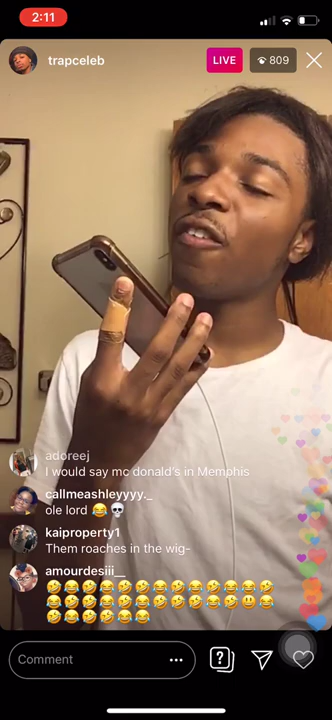 2:11
trapceleb
LIVE
809
adoreej
I would say mc donald's in Memphis
callmeashleyyyy._
ole lord 😂💀
kaiproperty1
Them roaches in the wig-
amourdesiii__
🤣😂🤣😂🤣🤣😂🤣😂🤣😂😂🤣
😂🤣🤣😂🤣😂🤣🤣🤣😂🤣😃😂
🤣😂🤣🤣😂😂
Comment